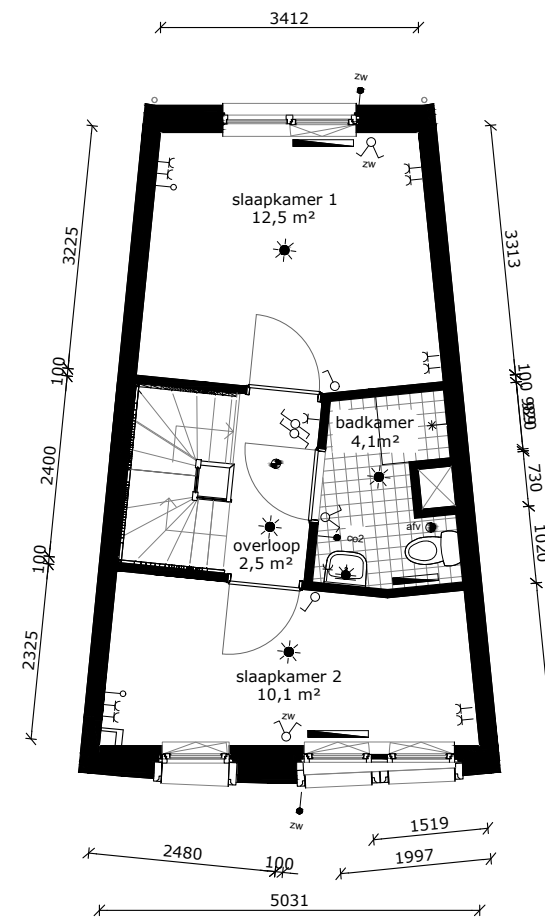 3412
zw
zw
slaapkamer 1
12,5 m²
3225
3313
100
100
badkamer
4,1m²
2400
730
afv
co2
overloop
2,5 m²
100
1020
2325
slaapkamer 2
10,1 m²
zw
zw
1519
2480
100
1997
5031